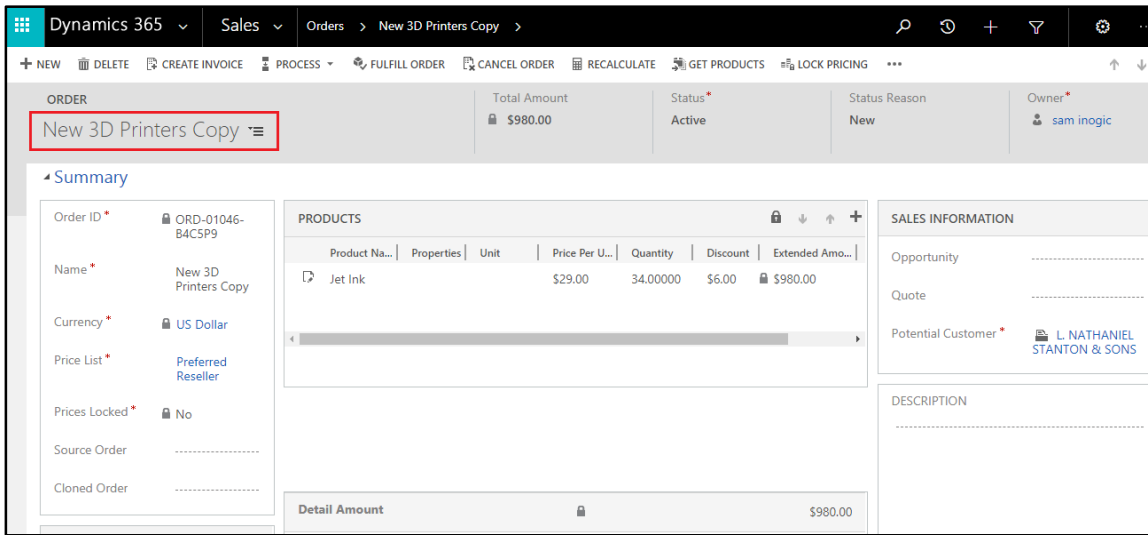 Dynamics 365 Sales Orders > New 3D Printers Copy >
NEW DELETE CREATE INVOICE PROCESS FULFILL ORDER CANCEL ORDER RECALCULATE GET PRODUCTS LOCK PRICING •••
ORDER
New 3D Printers Copy
Total Amount
$980.00
Status*
Active
Status Reason
New
Owner*
sam inogic
Summary
Order ID *
ORD-01046-
B4C5P9
Name *
New 3D
Printers Copy
Currency *
US Dollar
Price List *
Preferred
Reseller
Prices Locked *
No
Source Order
Cloned Order
PRODUCTS
Product Na... Properties Unit Price Per U... Quantity Discount Extended Amo...
Jet Ink $29.00 34.00000 $6.00 $980.00
Detail Amount $980.00
SALES INFORMATION
Opportunity
Quote
Potential Customer *
L. NATHANIEL
STANTON & SONS
DESCRIPTION